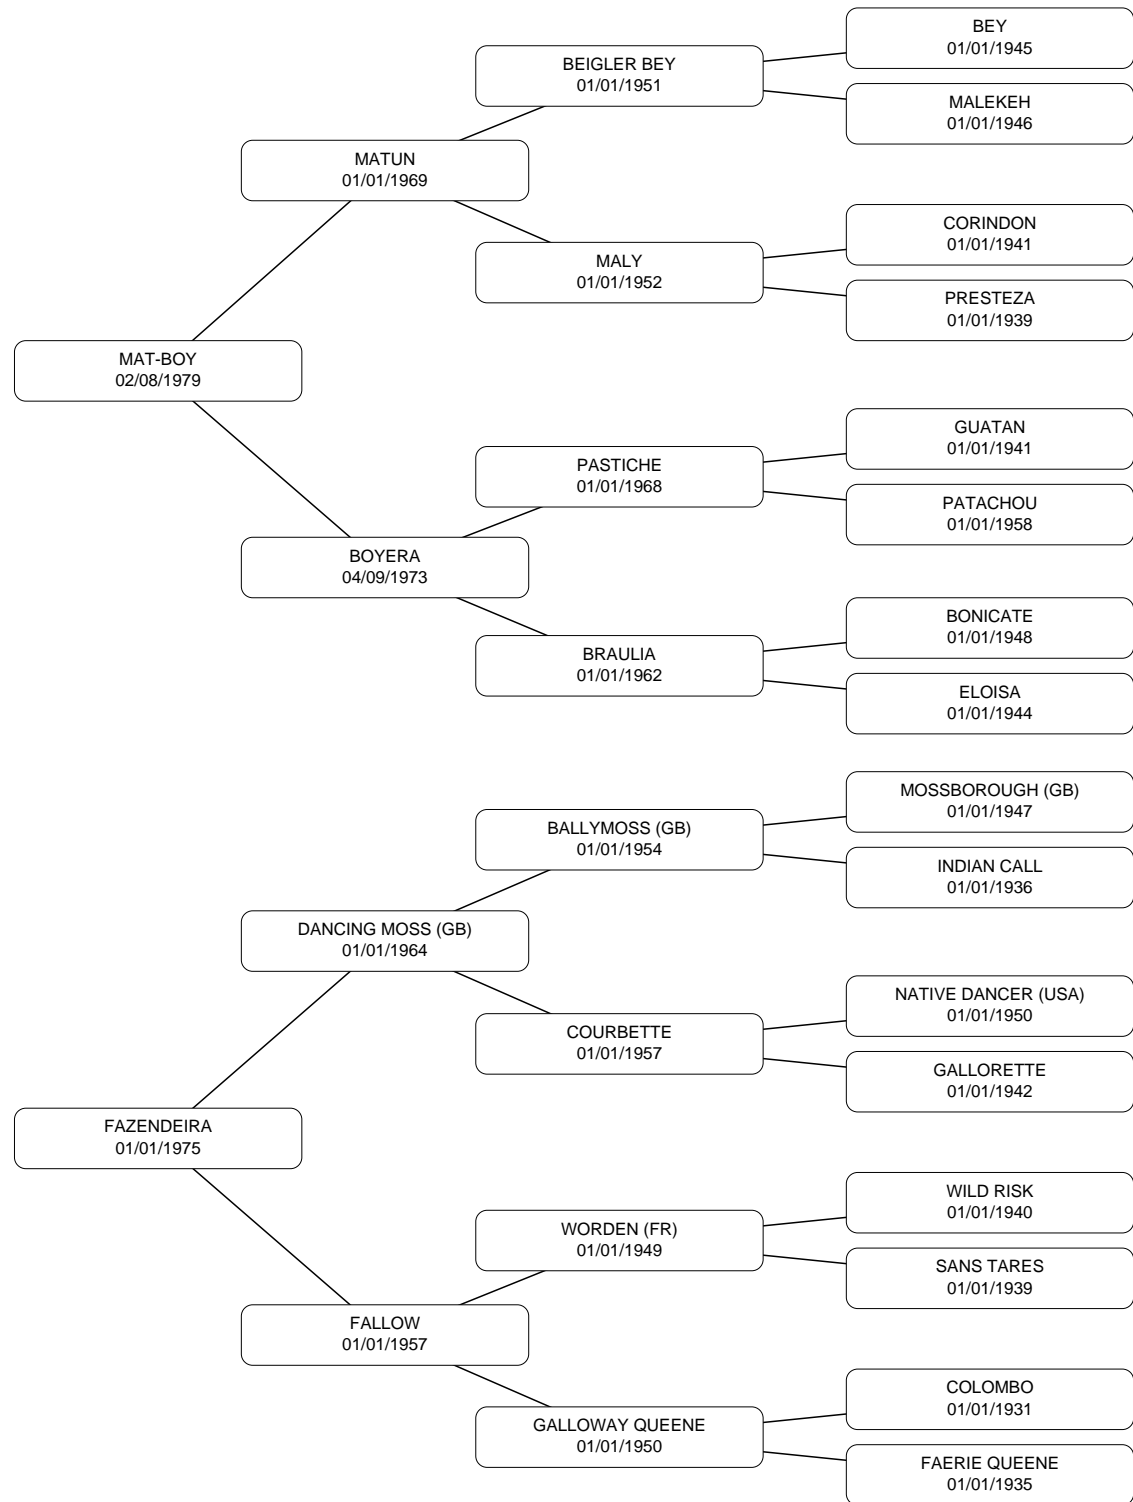 BEY
01/01/1945
BEIGLER BEY
01/01/1951
MALEKEH
01/01/1946
MATUN
01/01/1969
CORINDON
01/01/1941
MALY
01/01/1952
PRESTEZA
01/01/1939
MAT-BOY
02/08/1979
GUATAN
01/01/1941
PASTICHE
01/01/1968
PATACHOU
01/01/1958
BOYERA
04/09/1973
BONICATE
01/01/1948
BRAULIA
01/01/1962
ELOISA
01/01/1944
MOSSBOROUGH (GB)
01/01/1947
BALLYMOSS (GB)
01/01/1954
INDIAN CALL
01/01/1936
DANCING MOSS (GB)
01/01/1964
NATIVE DANCER (USA)
01/01/1950
COURBETTE
01/01/1957
GALLORETTE
01/01/1942
FAZENDEIRA
01/01/1975
WILD RISK
01/01/1940
WORDEN (FR)
01/01/1949
SANS TARES
01/01/1939
FALLOW
01/01/1957
COLOMBO
01/01/1931
GALLOWAY QUEENE
01/01/1950
FAERIE QUEENE
01/01/1935